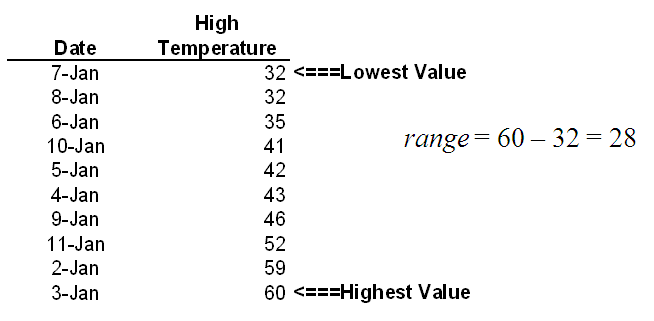 High
Date Temperature
7-Jan 32 <===Lowest Value
8-Jan 32
6-Jan 35
range = 60 – 32 = 28
10-Jan 41
5-Jan 42
4-Jan 43
9-Jan 46
11-Jan 52
2-Jan 59
3-Jan 60 <===Highest Value